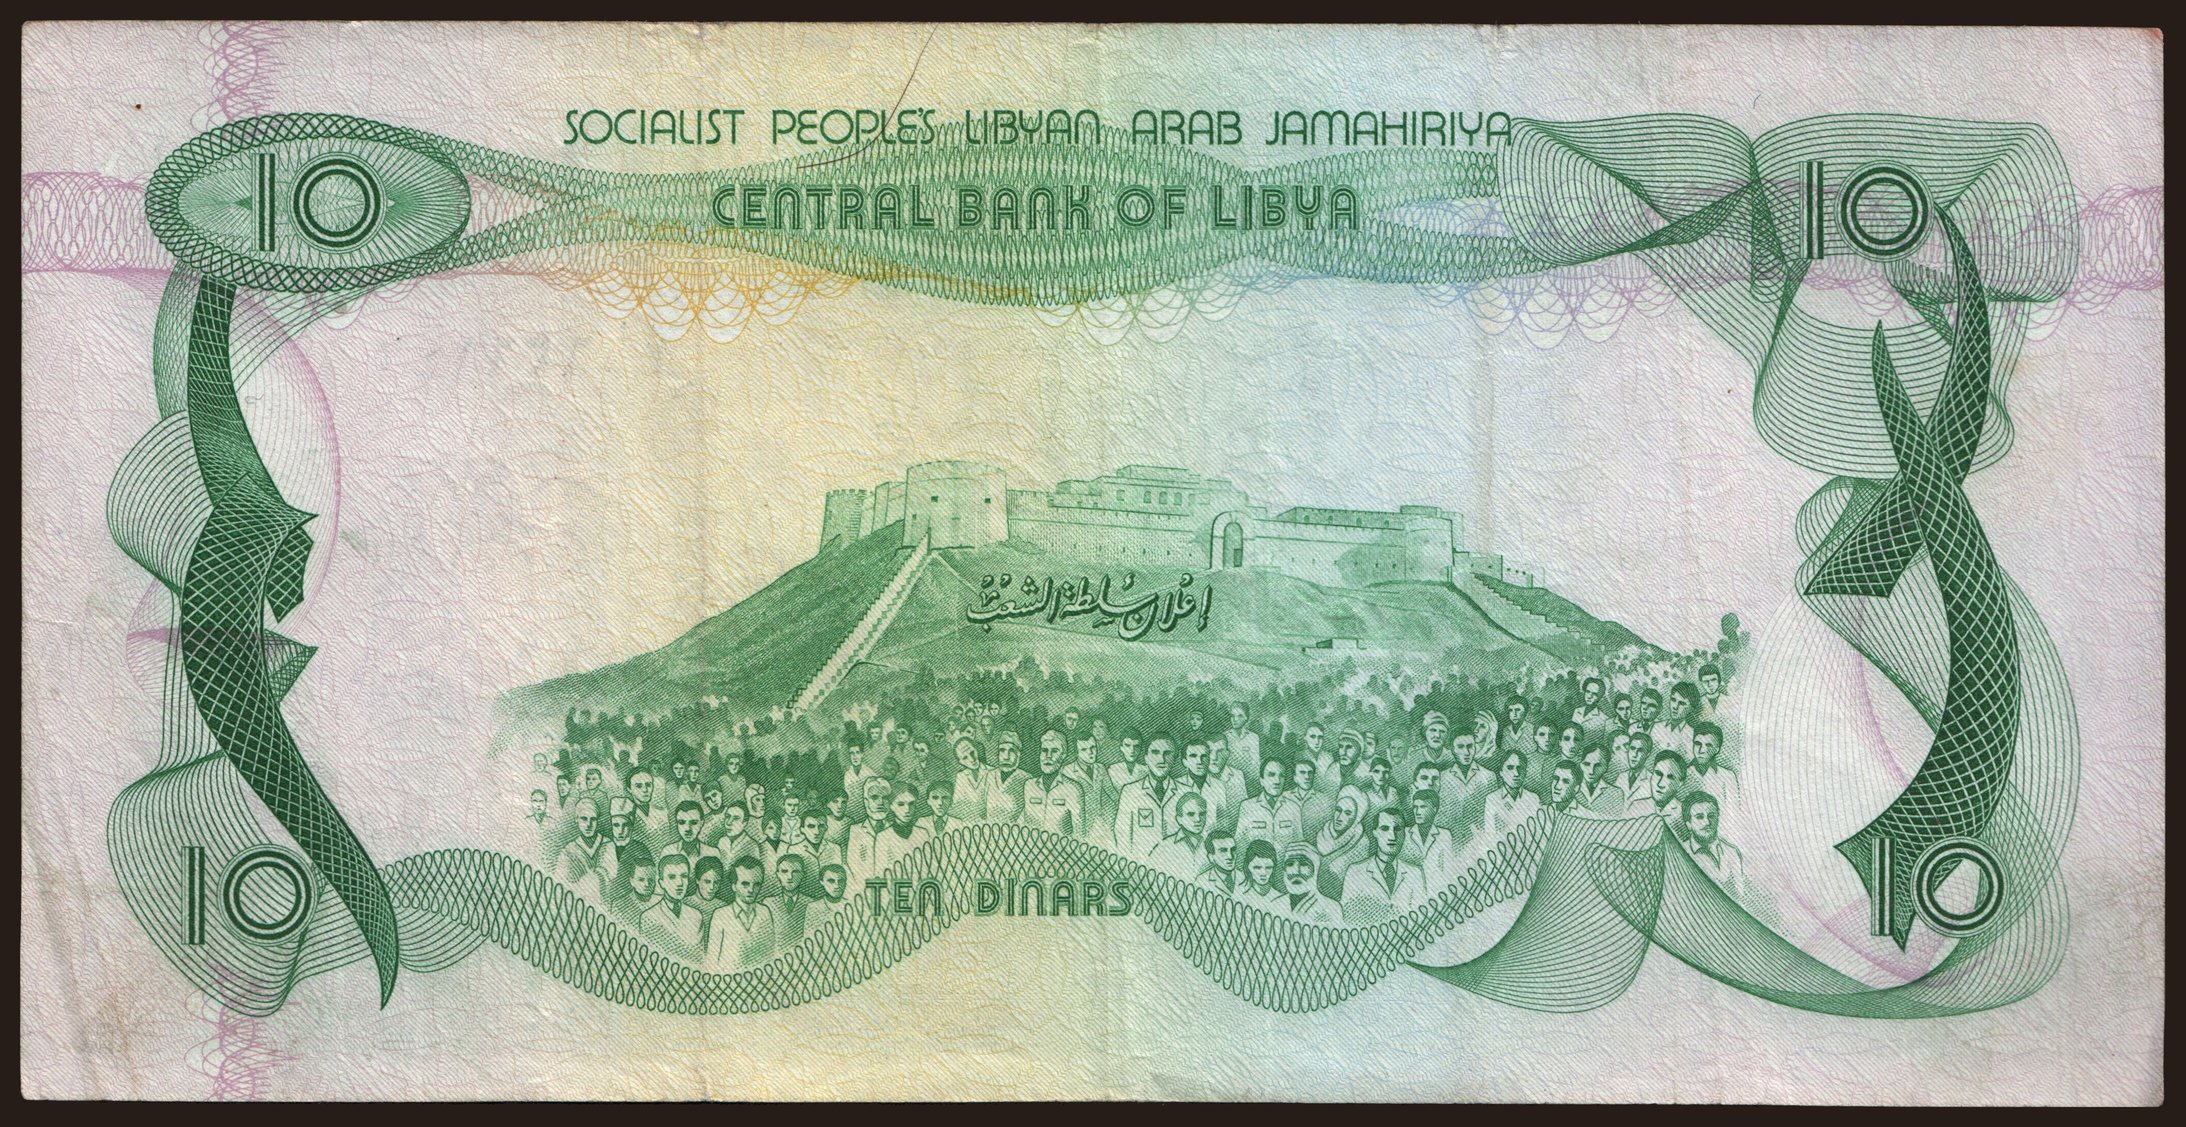 SOCIALIST PEOPLE'S LIBYAN ARAB JAMAHIRIYA
10 CENTRAL BANK OF LIBYA 10
إعلان سلطة الشعب
10 TEN DINARS 10